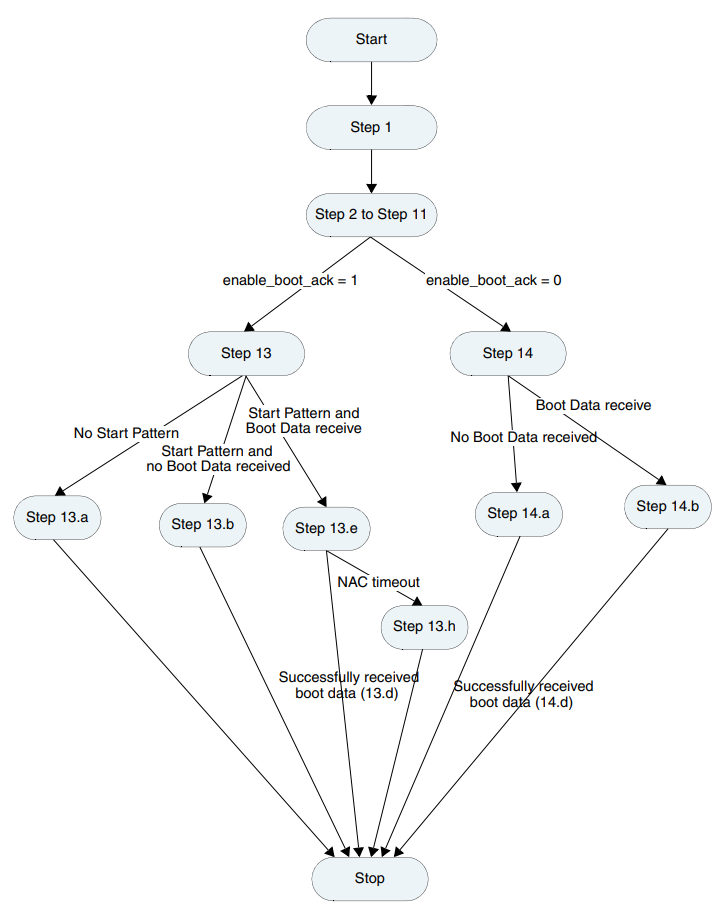 Start
Step 1
Step 2 to Step 11
enable_boot_ack = 1
enable_boot_ack = 0
Step 13
Step 14
No Start Pattern
Start Pattern and
no Boot Data received
Start Pattern and
Boot Data receive
No Boot Data received
Boot Data receive
Step 13.a
Step 13.b
Step 13.e
Step 14.a
Step 14.b
NAC timeout
Step 13.h
Successfully received
boot data (13.d)
Successfully received
boot data (14.d)
Stop